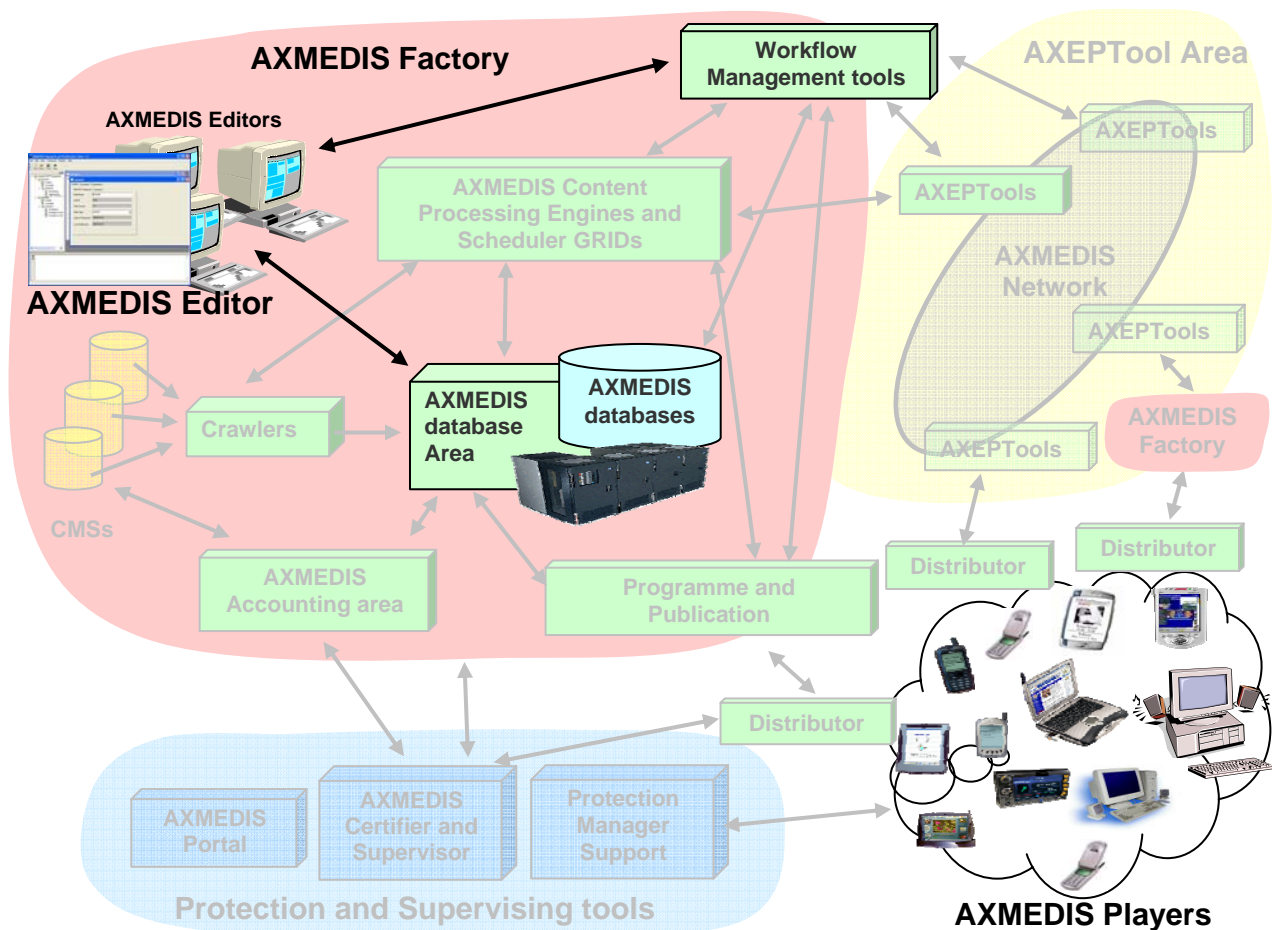 AXMEDIS Factory
Workflow
Management tools
AXEPTool Area
AXMEDIS Editors
AXEPTools
AXMEDIS Content
Processing Engines and
Scheduler GRIDs
AXEPTools
AXMEDIS
Network
AXMEDIS Editor
AXEPTools
AXMEDIS
database
Area
AXMEDIS
databases
Crawlers
AXEPTools
AXMEDIS
Factory
CMSs
Distributor
Distributor
AXMEDIS
Accounting area
Programme and
Publication
Distributor
AXMEDIS
Portal
AXMEDIS
Certifier and
Supervisor
Protection
Manager
Support
Protection and Supervising tools
AXMEDIS Players